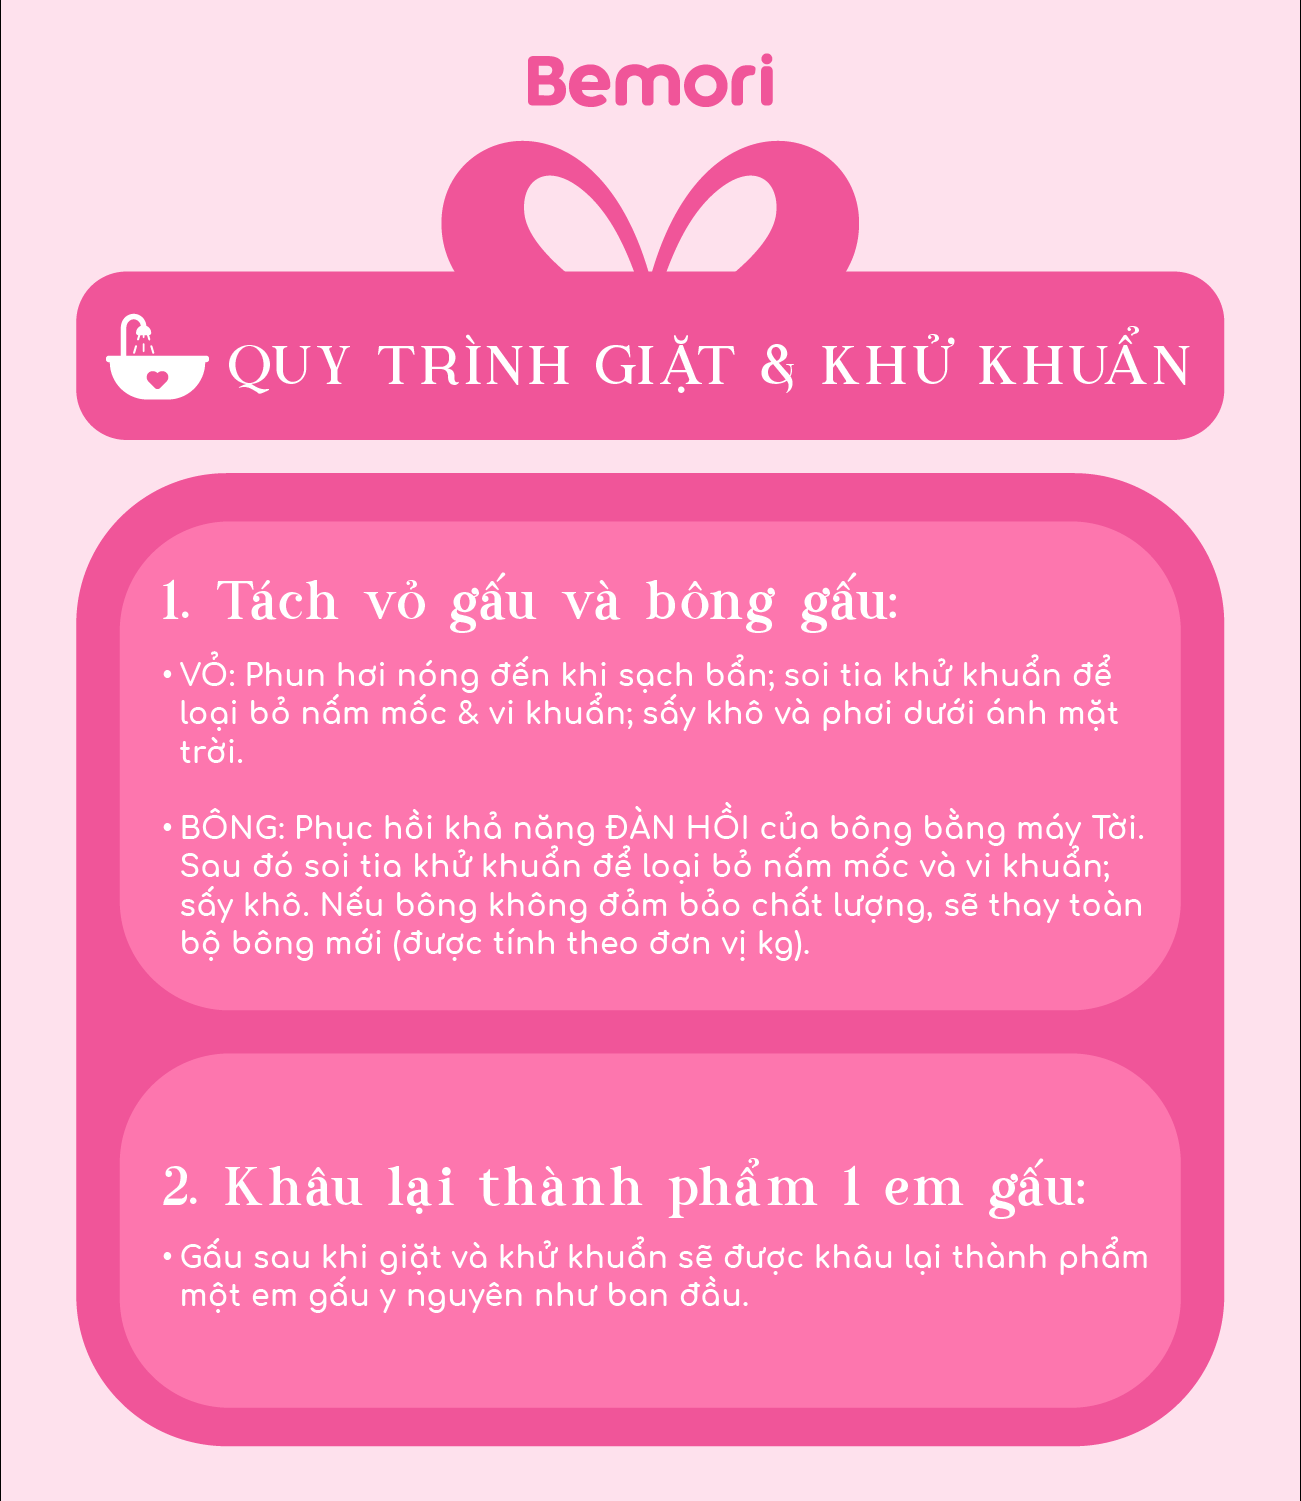 Bemori
QUY TRÌNH GIẶT & KHỬ KHUẨN
1. Tách vỏ gấu và bông gấu:
• VỎ: Phun hơi nóng đến khi sạch bẩn; soi tia khử khuẩn để
loại bỏ nấm mốc & vi khuẩn; sấy khô và phơi dưới ánh mặt
trời.
• BÔNG: Phục hồi khả năng ĐÀN HỒI của bông bằng máy Tời.
Sau đó soi tia khử khuẩn để loại bỏ nấm mốc và vi khuẩn;
sấy khô. Nếu bông không đảm bảo chất lượng, sẽ thay toàn
bộ bông mới (được tính theo đơn vị kg).
2. Khâu lại thành phẩm 1 em gấu:
• Gấu sau khi giặt và khử khuẩn sẽ được khâu lại thành phẩm
một em gấu y nguyên như ban đầu.